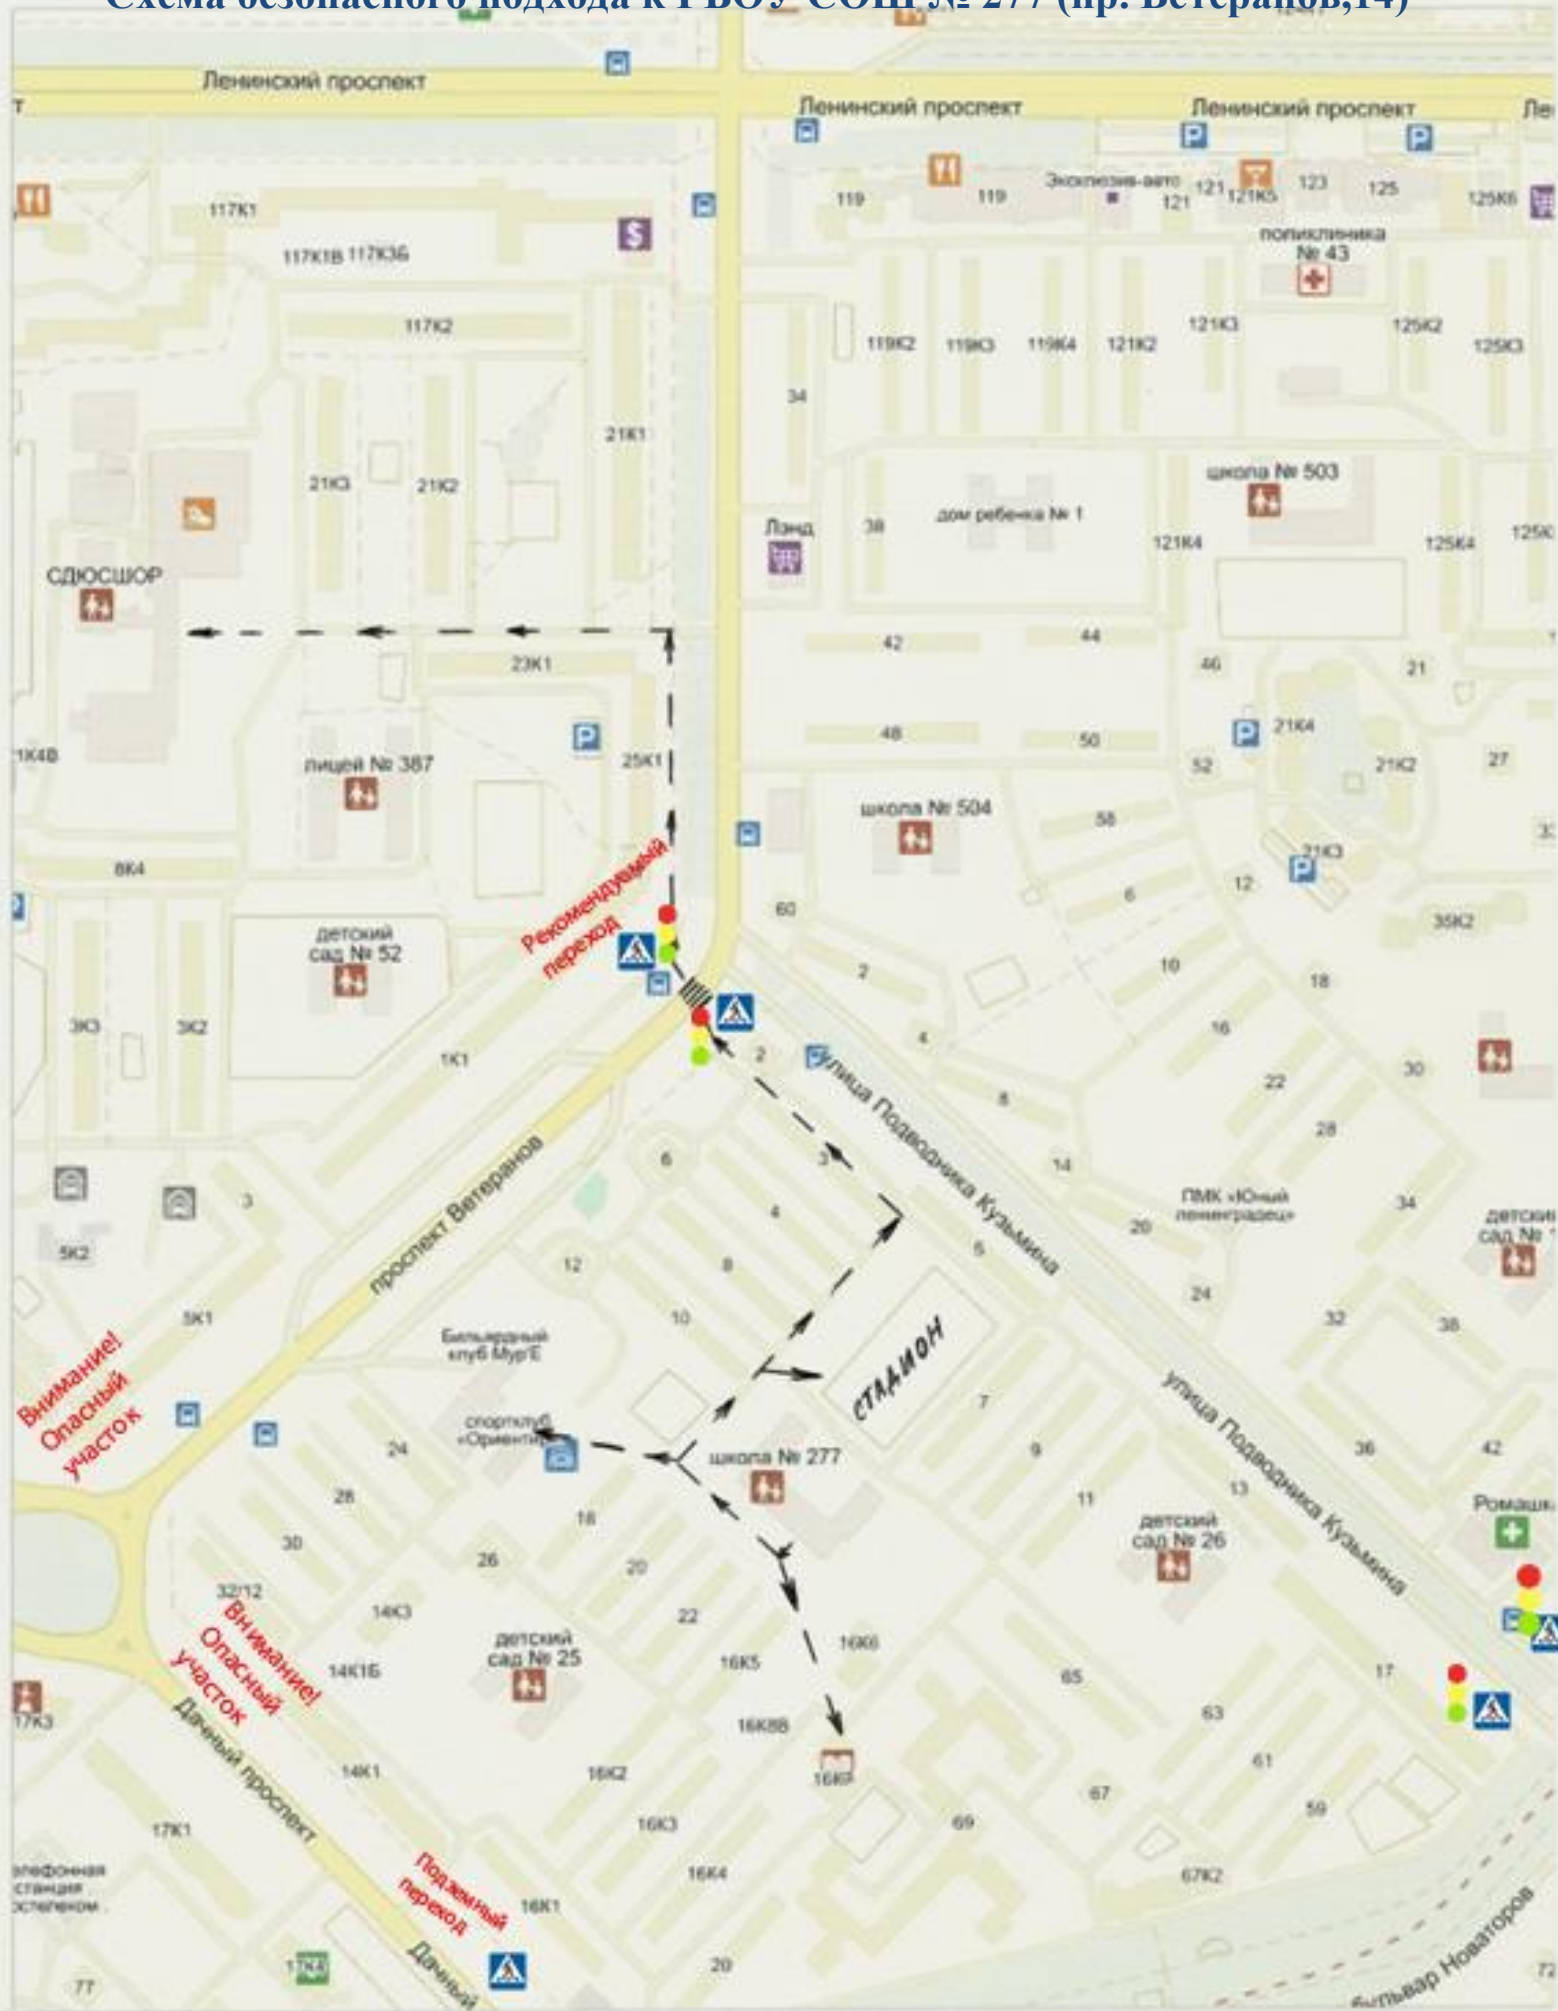 Схема безопасного подхода к ГБОУ СОШ № 277 (пр. Ветеранов,14)
Ленинский проспект
Ленинский проспект
Ленинский проспект
119
119
Эксклюзив-авто
121
121
121К5
123
125
125К6
117К1
117К1В 117К3Б
поликлиника
№ 43
117К2
119К2
119К3
119К4
121К2
121К3
125К2
125К3
34
21К1
21К3
21К2
школа № 503
Лэнд
38
дом ребенка № 1
121К4
125К4
СДЮСШОР
42
44
46
21
23К1
25К1
48
50
52
21К4
21К2
27
лицей № 387
школа № 504
58
21К3
8К4
Рекомендуемый
переход
60
6
12
35К2
детский
сад № 52
2
10
18
3К3
3К2
1К1
2
4
16
30
22
8
28
улица Подводника Кузьмина
проспект Ветеранов
6
3
14
ПМК «Юный
ленинградец»
34
3
4
20
детский
5К2
12
8
5
24
5К1
10
32
38
Внимание!
Опасный
участок
Бильярдный
клуб Мур'Е
СТАДИОН
улица Подводника Кузьмина
спортклуб
24
7
9
36
42
школа № 277
28
11
13
18
30
26
20
детский
сад № 26
32/12
14К3
22
16К6
Внимание!
Опасный
участок
детский
сад № 25
14К1Б
16К5
65
17
17К3
16К8В
63
Дачный проспект
14К1
16К2
61
67
59
17К1
16К3
69
16К4
67К2
Подземный
переход
16К1
20
77
Дачный
бульвар Новаторов